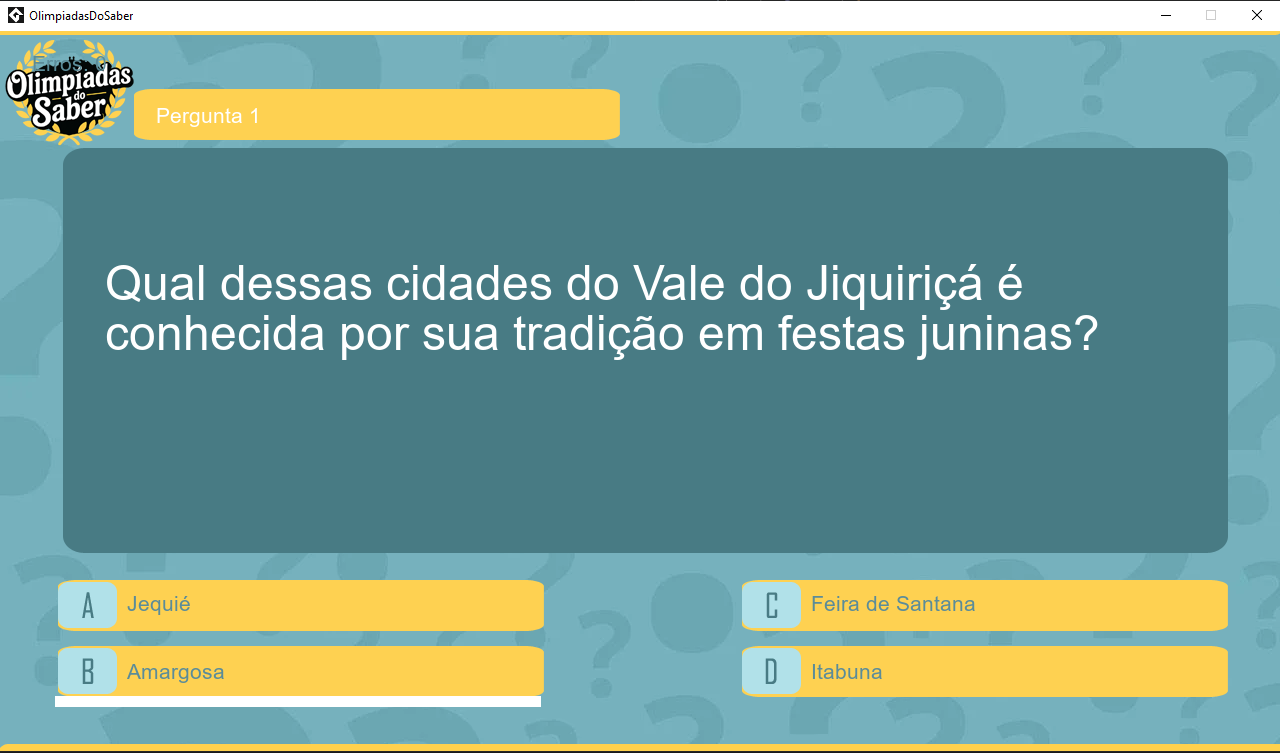 OlimpiadasDoSaber
Olimpíadas
do
Saber
Pergunta 1
Qual dessas cidades do Vale do Jiquiriçá é
conhecida por sua tradição em festas juninas?
A Jequié
C Feira de Santana
B Amargosa
D Itabuna